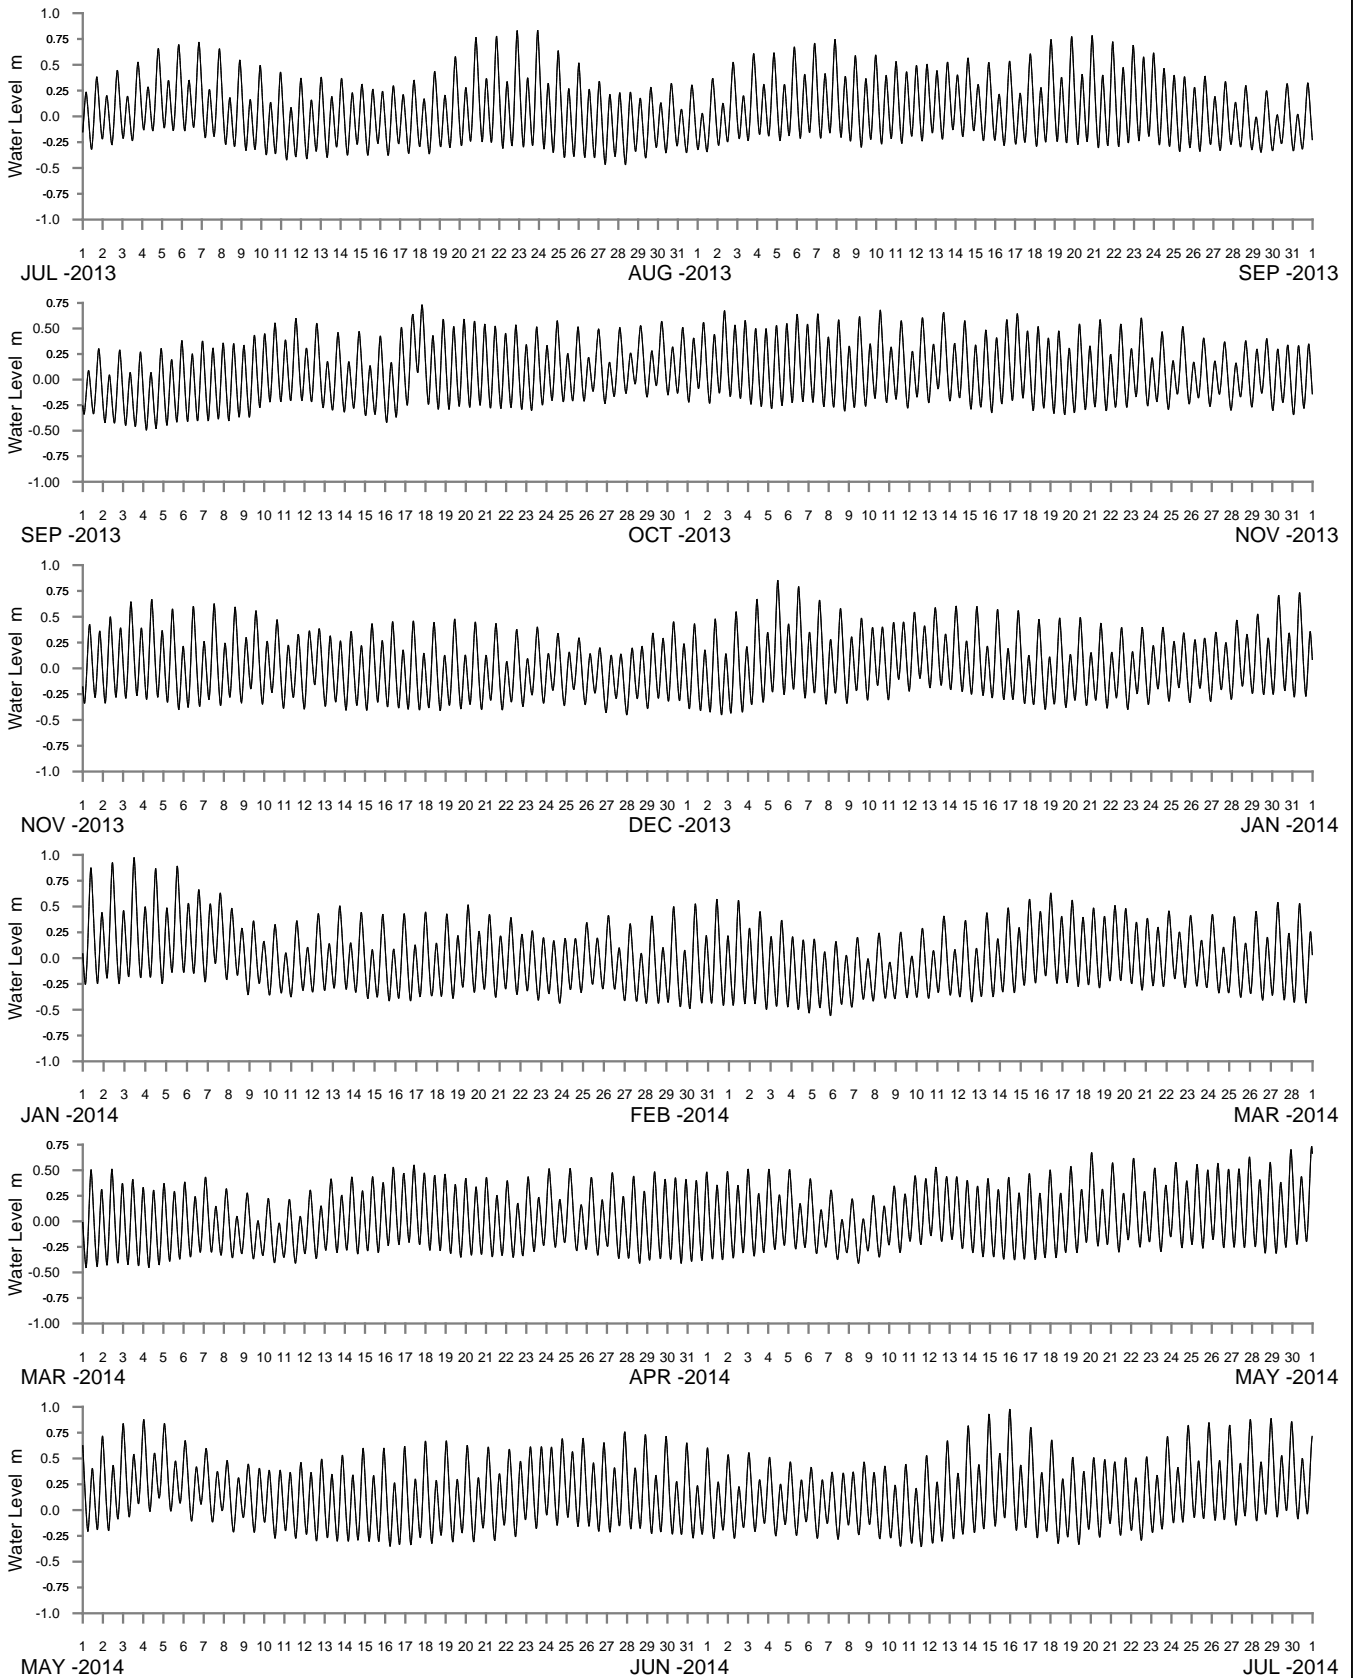 Water Level m
1.0
0.75
0.5
0.25
0.0
-0.25
-0.5
-0.75
-1.0
1 2 3 4 5 6 7 8 9 10 11 12 13 14 15 16 17 18 19 20 21 22 23 24 25 26 27 28 29 30 31 1 2 3 4 5 6 7 8 9 10 11 12 13 14 15 16 17 18 19 20 21 22 23 24 25 26 27 28 29 30 31 1
JUL -2013 AUG -2013 SEP -2013
Water Level m
0.75
0.50
0.25
0.00
-0.25
-0.50
-0.75
-1.00
1 2 3 4 5 6 7 8 9 10 11 12 13 14 15 16 17 18 19 20 21 22 23 24 25 26 27 28 29 30 1 2 3 4 5 6 7 8 9 10 11 12 13 14 15 16 17 18 19 20 21 22 23 24 25 26 27 28 29 30 31 1
SEP -2013 OCT -2013 NOV -2013
Water Level m
1.0
0.75
0.5
0.25
0.0
-0.25
-0.5
-0.75
-1.0
1 2 3 4 5 6 7 8 9 10 11 12 13 14 15 16 17 18 19 20 21 22 23 24 25 26 27 28 29 30 1 2 3 4 5 6 7 8 9 10 11 12 13 14 15 16 17 18 19 20 21 22 23 24 25 26 27 28 29 30 31 1
NOV -2013 DEC -2013 JAN -2014
Water Level m
1.0
0.75
0.5
0.25
0.0
-0.25
-0.5
-0.75
-1.0
1 2 3 4 5 6 7 8 9 10 11 12 13 14 15 16 17 18 19 20 21 22 23 24 25 26 27 28 29 30 31 1 2 3 4 5 6 7 8 9 10 11 12 13 14 15 16 17 18 19 20 21 22 23 24 25 26 27 28 1
JAN -2014 FEB -2014 MAR -2014
Water Level m
0.75
0.50
0.25
0.00
-0.25
-0.50
-0.75
-1.00
1 2 3 4 5 6 7 8 9 10 11 12 13 14 15 16 17 18 19 20 21 22 23 24 25 26 27 28 29 30 31 1 2 3 4 5 6 7 8 9 10 11 12 13 14 15 16 17 18 19 20 21 22 23 24 25 26 27 28 29 30 1
MAR -2014 APR -2014 MAY -2014
Water Level m
1.0
0.75
0.5
0.25
0.0
-0.25
-0.5
-0.75
-1.0
1 2 3 4 5 6 7 8 9 10 11 12 13 14 15 16 17 18 19 20 21 22 23 24 25 26 27 28 29 30 31 1 2 3 4 5 6 7 8 9 10 11 12 13 14 15 16 17 18 19 20 21 22 23 24 25 26 27 28 29 30 1
MAY -2014 JUN -2014 JUL -2014